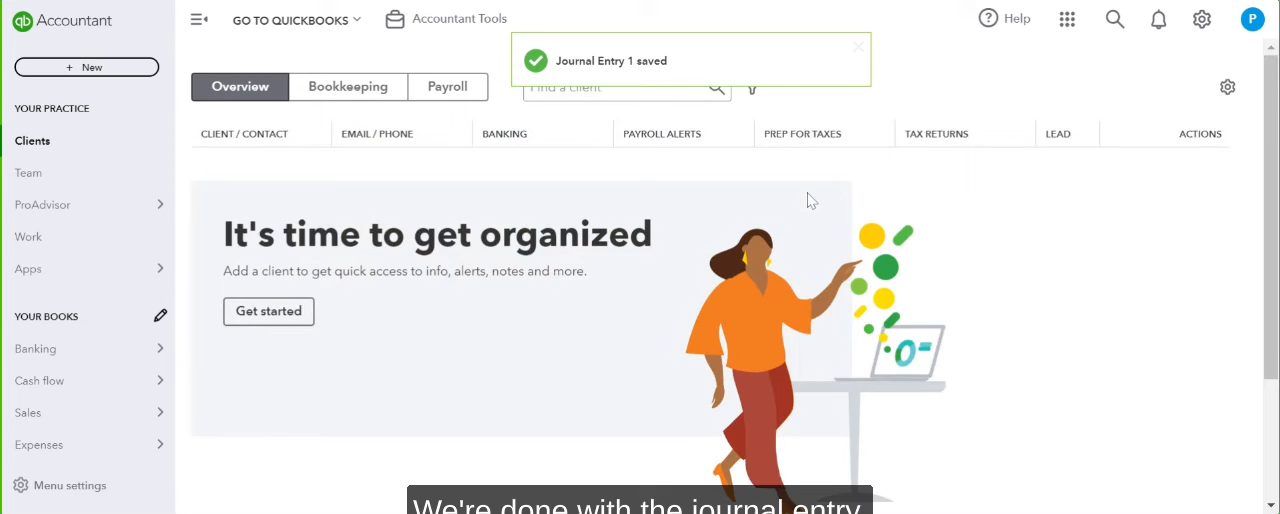 qb Accountant
GO TO QUICKBOOKS
Accountant Tools
Help
P
Journal Entry 1 saved
+ New
Overview
Bookkeeping
Payroll
Find a client
YOUR PRACTICE
CLIENT / CONTACT
EMAIL / PHONE
BANKING
PAYROLL ALERTS
PREP FOR TAXES
TAX RETURNS
LEAD
ACTIONS
Clients
Team
ProAdvisor
Work
Apps
It's time to get organized
Add a client to get quick access to info, alerts, notes and more.
Get started
YOUR BOOKS
Banking
Cash flow
Sales
Expenses
Menu settings
We're done with the journal entry